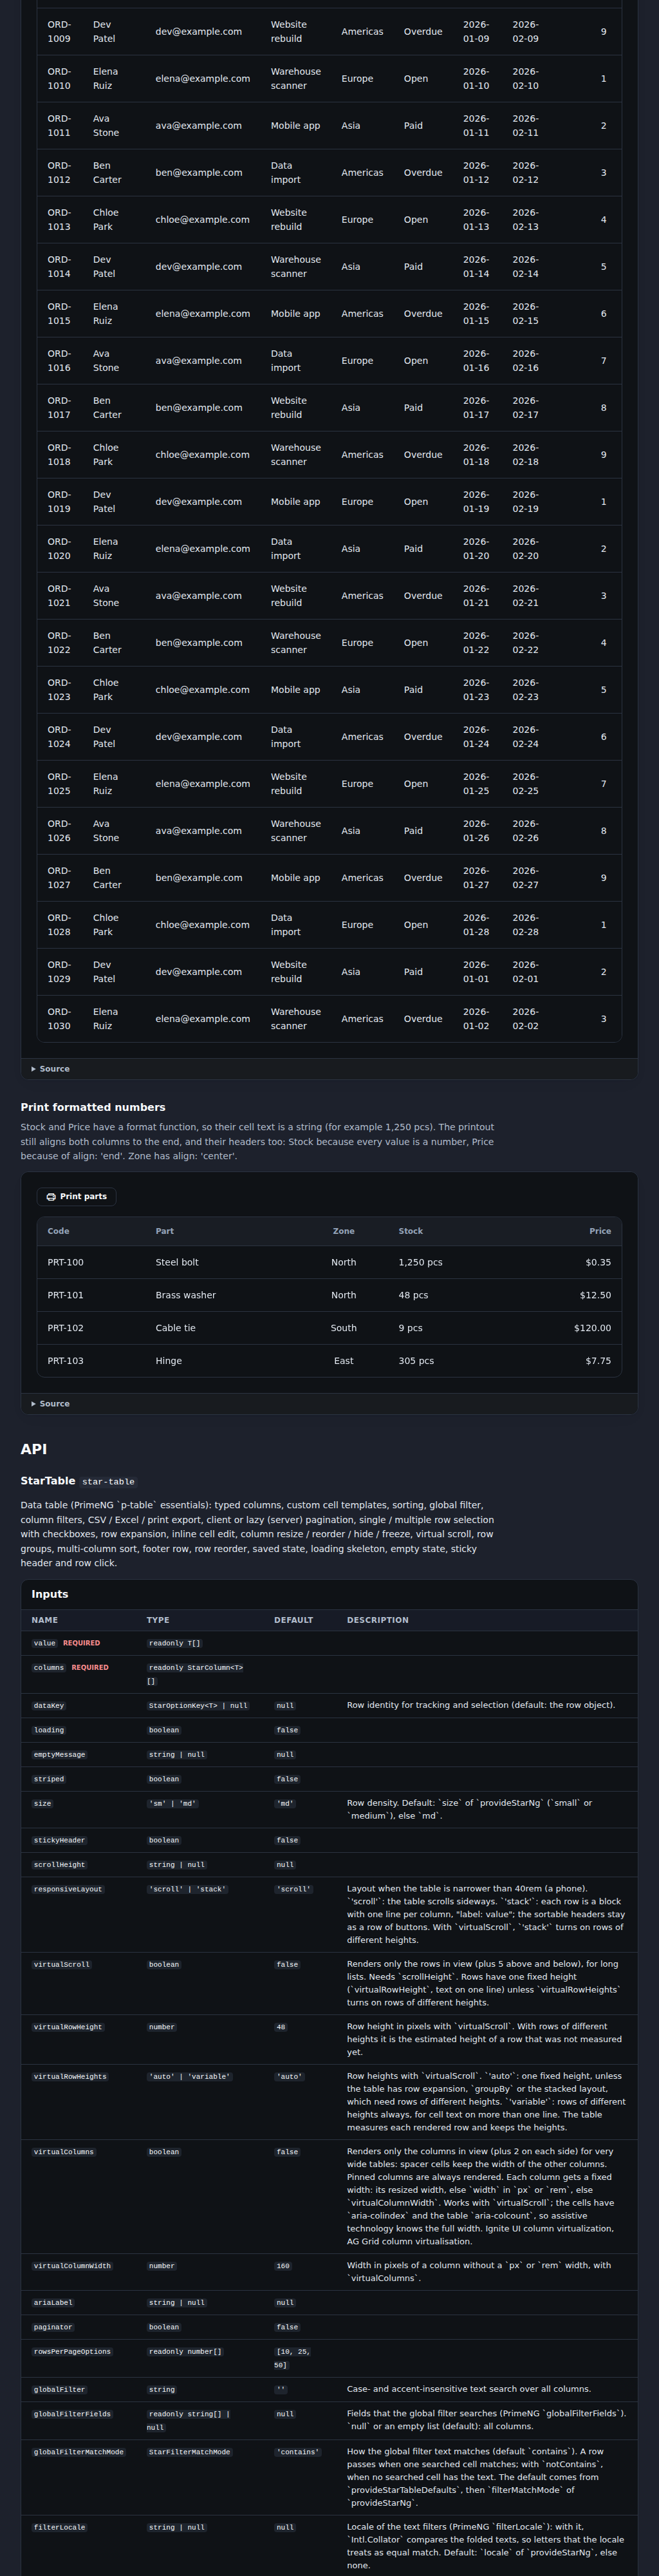 ORD-1009 Dev Patel dev@example.com Website rebuild Americas Overdue 2026-01-09 2026-02-09 9
ORD-1010 Elena Ruiz elena@example.com Warehouse scanner Europe Open 2026-01-10 2026-02-10 1
ORD-1011 Ava Stone ava@example.com Mobile app Asia Paid 2026-01-11 2026-02-11 2
ORD-1012 Ben Carter ben@example.com Data import Americas Overdue 2026-01-12 2026-02-12 3
ORD-1013 Chloe Park chloe@example.com Website rebuild Europe Open 2026-01-13 2026-02-13 4
ORD-1014 Dev Patel dev@example.com Warehouse scanner Asia Paid 2026-01-14 2026-02-14 5
ORD-1015 Elena Ruiz elena@example.com Mobile app Americas Overdue 2026-01-15 2026-02-15 6
ORD-1016 Ava Stone ava@example.com Data import Europe Open 2026-01-16 2026-02-16 7
ORD-1017 Ben Carter ben@example.com Website rebuild Asia Paid 2026-01-17 2026-02-17 8
ORD-1018 Chloe Park chloe@example.com Warehouse scanner Americas Overdue 2026-01-18 2026-02-18 9
ORD-1019 Dev Patel dev@example.com Mobile app Europe Open 2026-01-19 2026-02-19 1
ORD-1020 Elena Ruiz elena@example.com Data import Asia Paid 2026-01-20 2026-02-20 2
ORD-1021 Ava Stone ava@example.com Website rebuild Americas Overdue 2026-01-21 2026-02-21 3
ORD-1022 Ben Carter ben@example.com Warehouse scanner Europe Open 2026-01-22 2026-02-22 4
ORD-1023 Chloe Park chloe@example.com Mobile app Asia Paid 2026-01-23 2026-02-23 5
ORD-1024 Dev Patel dev@example.com Data import Americas Overdue 2026-01-24 2026-02-24 6
ORD-1025 Elena Ruiz elena@example.com Website rebuild Europe Open 2026-01-25 2026-02-25 7
ORD-1026 Ava Stone ava@example.com Warehouse scanner Asia Paid 2026-01-26 2026-02-26 8
ORD-1027 Ben Carter ben@example.com Mobile app Americas Overdue 2026-01-27 2026-02-27 9
ORD-1028 Chloe Park chloe@example.com Data import Europe Open 2026-01-28 2026-02-28 1
ORD-1029 Dev Patel dev@example.com Website rebuild Asia Paid 2026-01-01 2026-02-01 2
ORD-1030 Elena Ruiz elena@example.com Warehouse scanner Americas Overdue 2026-01-02 2026-02-02 3
Source
Print formatted numbers
Stock and Price have a format function, so their cell text is a string (for example 1,250 pcs). The printout
still aligns both columns to the end, and their headers too: Stock because every value is a number, Price
because of align: 'end'. Zone has align: 'center'.
Print parts
Code Part Zone Stock Price
PRT-100 Steel bolt North 1,250 pcs $0.35
PRT-101 Brass washer North 48 pcs $12.50
PRT-102 Cable tie South 9 pcs $120.00
PRT-103 Hinge East 305 pcs $7.75
Source
API
StarTable star-table
Data table (PrimeNG `p-table` essentials): typed columns, custom cell templates, sorting, global filter,
column filters, CSV / Excel / print export, client or lazy (server) pagination, single / multiple row selection
with checkboxes, row expansion, inline cell edit, column resize / reorder / hide / freeze, virtual scroll, row
groups, multi-column sort, footer row, row reorder, saved state, loading skeleton, empty state, sticky
header and row click.
Inputs
NAME TYPE DEFAULT DESCRIPTION
value REQUIRED readonly T[]
columns REQUIRED readonly StarColumn<T>
[]
dataKey StarOptionKey<T> | null null Row identity for tracking and selection (default: the row object).
loading boolean false
emptyMessage string | null null
striped boolean false
size 'sm' | 'md' 'md' Row density. Default: `size` of `provideStarNg` (`small` or
`medium`), else `md`.
stickyHeader boolean false
scrollHeight string | null null
responsiveLayout 'scroll' | 'stack' 'scroll' Layout when the table is narrower than 40rem (a phone).
`'scroll'`: the table scrolls sideways. `'stack'`: each row is a block
with one line per column, "label: value"; the sortable headers stay
as a row of buttons. With `virtualScroll`, `'stack'` turns on rows of
different heights.
virtualScroll boolean false Renders only the rows in view (plus 5 above and below), for long
lists. Needs `scrollHeight`. Rows have one fixed height
(`virtualRowHeight`, text on one line) unless `virtualRowHeights`
turns on rows of different heights.
virtualRowHeight number 48 Row height in pixels with `virtualScroll`. With rows of different
heights it is the estimated height of a row that was not measured
yet.
virtualRowHeights 'auto' | 'variable' 'auto' Row heights with `virtualScroll`. `'auto'`: one fixed height, unless
the table has row expansion, `groupBy` or the stacked layout,
which need rows of different heights. `'variable'`: rows of different
heights always, for cell text on more than one line. The table
measures each rendered row and keeps the heights.
virtualColumns boolean false Renders only the columns in view (plus 2 on each side) for very
wide tables: spacer cells keep the width of the other columns.
Pinned columns are always rendered. Each column gets a fixed
width: its resized width, else `width` in `px` or `rem`, else
`virtualColumnWidth`. Works with `virtualScroll`; the cells have
`aria-colindex` and the table `aria-colcount`, so assistive
technology knows the full width. Ignite UI column virtualization,
AG Grid column virtualisation.
virtualColumnWidth number 160 Width in pixels of a column without a `px` or `rem` width, with
`virtualColumns`.
ariaLabel string | null null
paginator boolean false
rowsPerPageOptions readonly number[] [10, 25,
50]
globalFilter string '' Case- and accent-insensitive text search over all columns.
globalFilterFields readonly string[] | null Fields that the global filter searches (PrimeNG `globalFilterFields`).
null `null` or an empty list (default): all columns.
globalFilterMatchMode StarFilterMatchMode 'contains' How the global filter text matches (default `contains`). A row
passes when one searched cell matches; with `notContains`,
when no searched cell has the text. The default comes from
`provideStarTableDefaults`, then `filterMatchMode` of
`provideStarNg`.
filterLocale string | null null Locale of the text filters (PrimeNG `filterLocale`): with it,
`Intl.Collator` compares the folded texts, so letters that the locale
treats as equal match. Default: `locale` of `provideStarNg`, else
none.